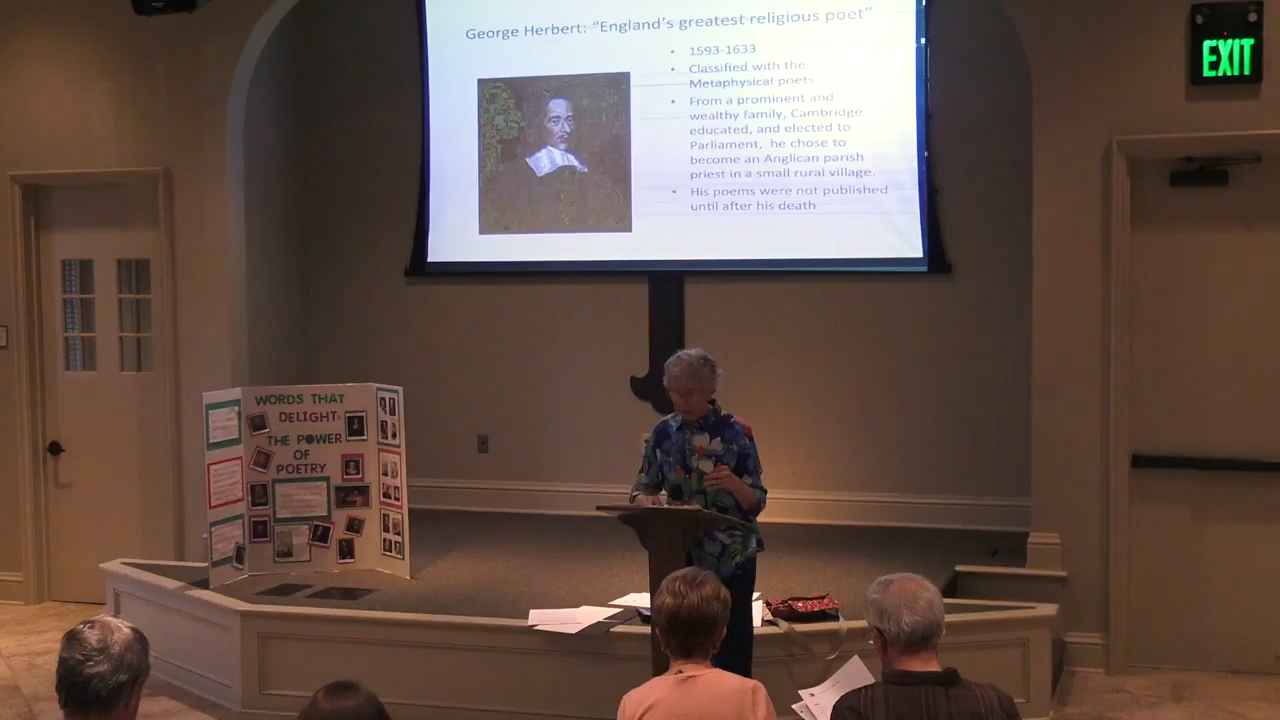 George Herbert: “England’s greatest religious poet”
• 1593-1633
• Classified with the
Metaphysical poets
• From a prominent and
wealthy family, Cambridge
educated, and elected to
Parliament, he chose to
become an Anglican parish
priest in a small rural village.
• His poems were not published
until after his death
EXIT
WORDS THAT
DELIGHT:
THE POWER
OF
POETRY